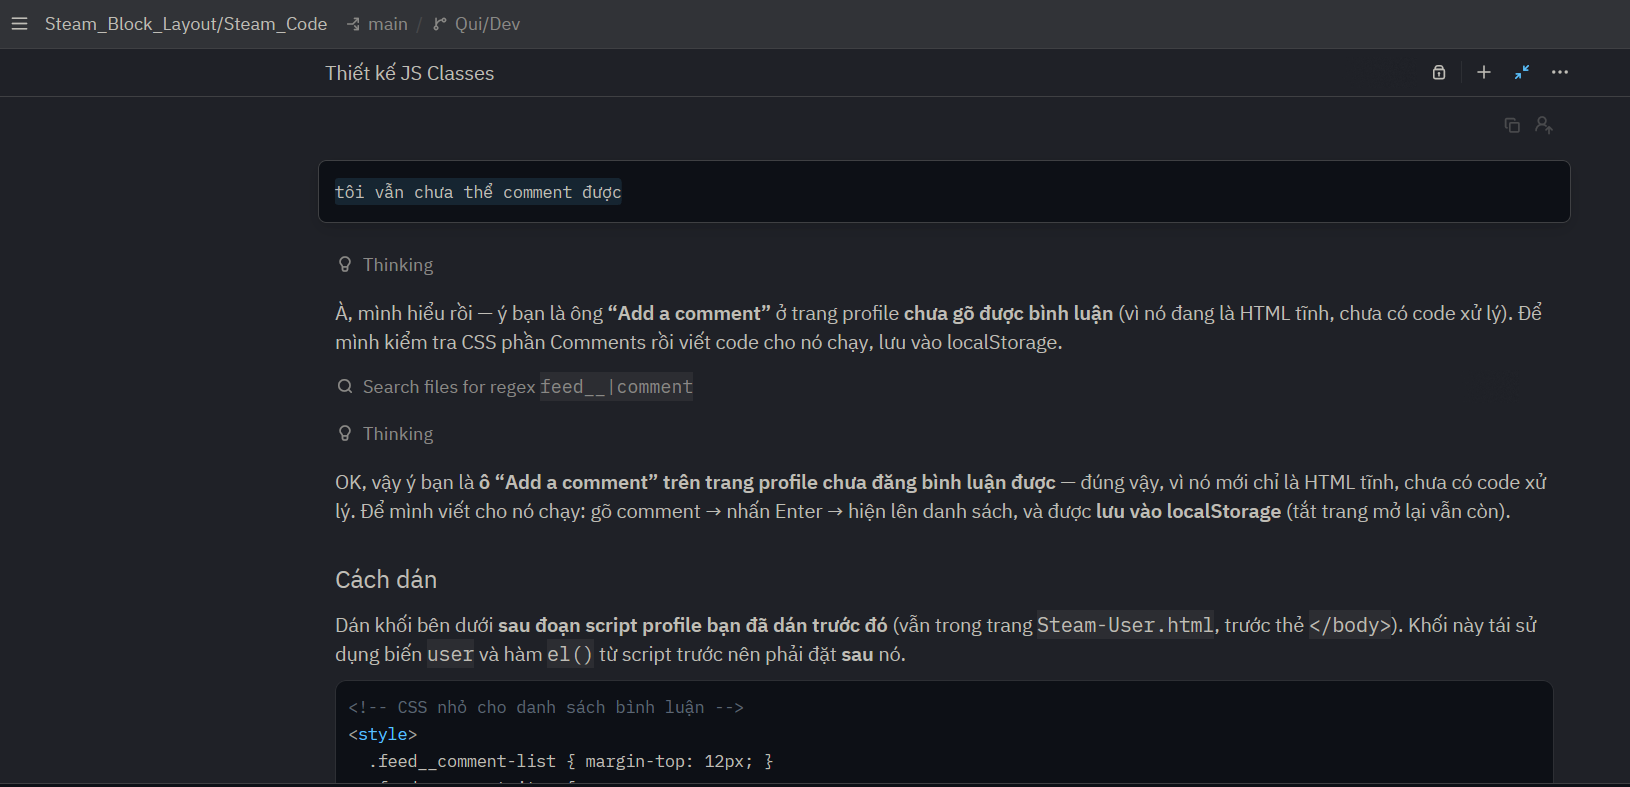 Steam_Block_Layout/Steam_Code main / Qui/Dev
Thiết kế JS Classes
tôi vẫn chưa thể comment được
Thinking
À, mình hiểu rồi — ý bạn là ông “Add a comment” ở trang profile chưa gõ được bình luận (vì nó đang là HTML tĩnh, chưa có code xử lý). Để
mình kiểm tra CSS phần Comments rồi viết code cho nó chạy, lưu vào localStorage.
Search files for regex feed__|comment
Thinking
OK, vậy ý bạn là ô “Add a comment” trên trang profile chưa đăng bình luận được — đúng vậy, vì nó mới chỉ là HTML tĩnh, chưa có code xử
lý. Để mình viết cho nó chạy: gõ comment → nhấn Enter → hiện lên danh sách, và được lưu vào localStorage (tắt trang mở lại vẫn còn).
Cách dán
Dán khối bên dưới sau đoạn script profile bạn đã dán trước đó (vẫn trong trang Steam-User.html, trước thẻ </body>). Khối này tái sử
dụng biến user và hàm el() từ script trước nên phải đặt sau nó.
<!-- CSS nhỏ cho danh sách bình luận -->
<style>
.feed__comment-list { margin-top: 12px; }